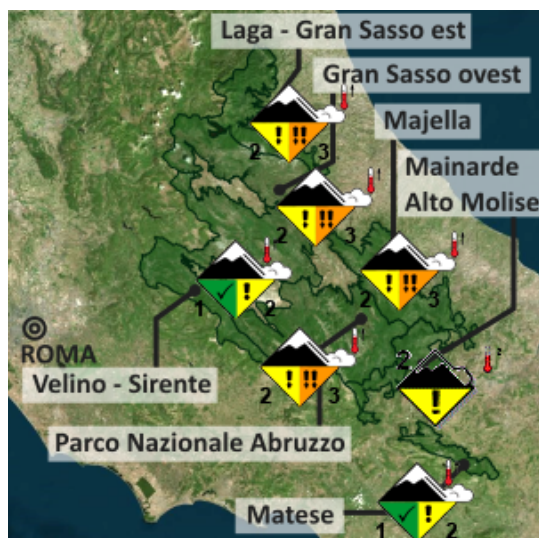 Laga - Gran Sasso est
Gran Sasso ovest
Majella
Mainarde
Alto Molise
2 3
2 3
1 2
2 3
2
2 3
ROMA
Velino - Sirente
Parco Nazionale Abruzzo
Matese
1 2